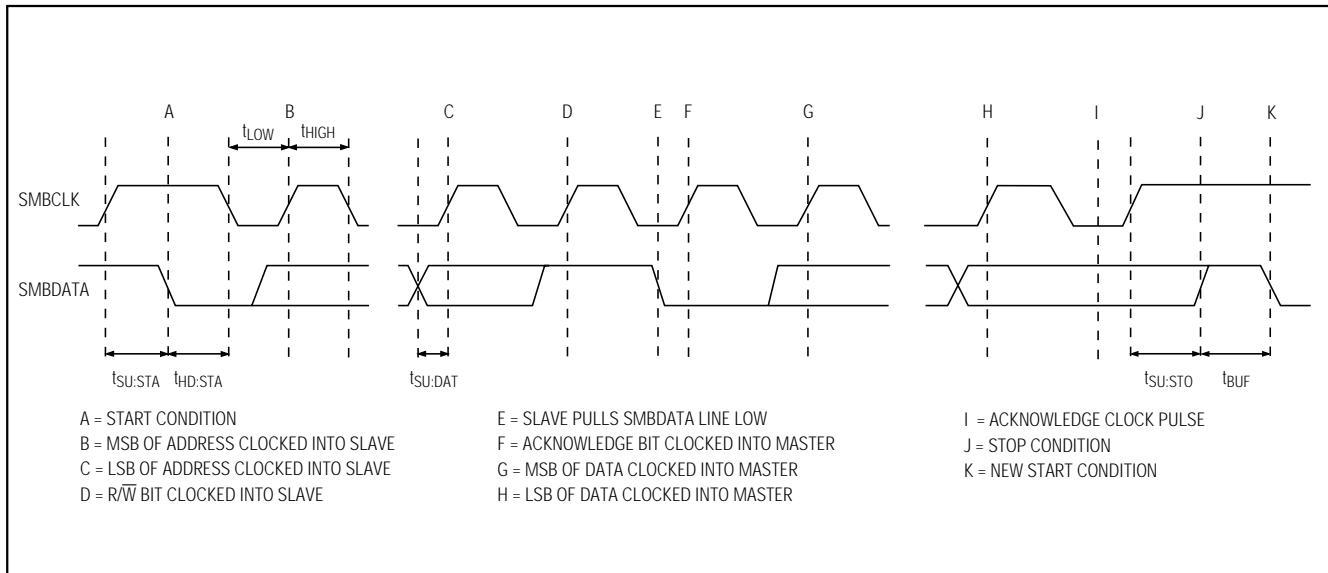 A B C D E F G H I J K
tLOW tHIGH
SMBCLK
SMBDATA
tSU:STA tHD:STA tSU:DAT tSU:STO tBUF
A = START CONDITION
B = MSB OF ADDRESS CLOCKED INTO SLAVE
C = LSB OF ADDRESS CLOCKED INTO SLAVE
D = R/W̅ BIT CLOCKED INTO SLAVE
E = SLAVE PULLS SMBDATA LINE LOW
F = ACKNOWLEDGE BIT CLOCKED INTO MASTER
G = MSB OF DATA CLOCKED INTO MASTER
H = LSB OF DATA CLOCKED INTO MASTER
I = ACKNOWLEDGE CLOCK PULSE
J = STOP CONDITION
K = NEW START CONDITION